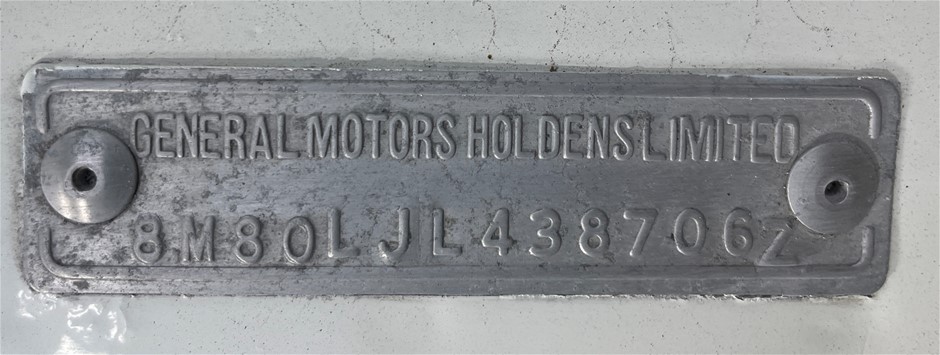 GENERAL MOTORS HOLDENS LIMITED
8M80LJL438706Z